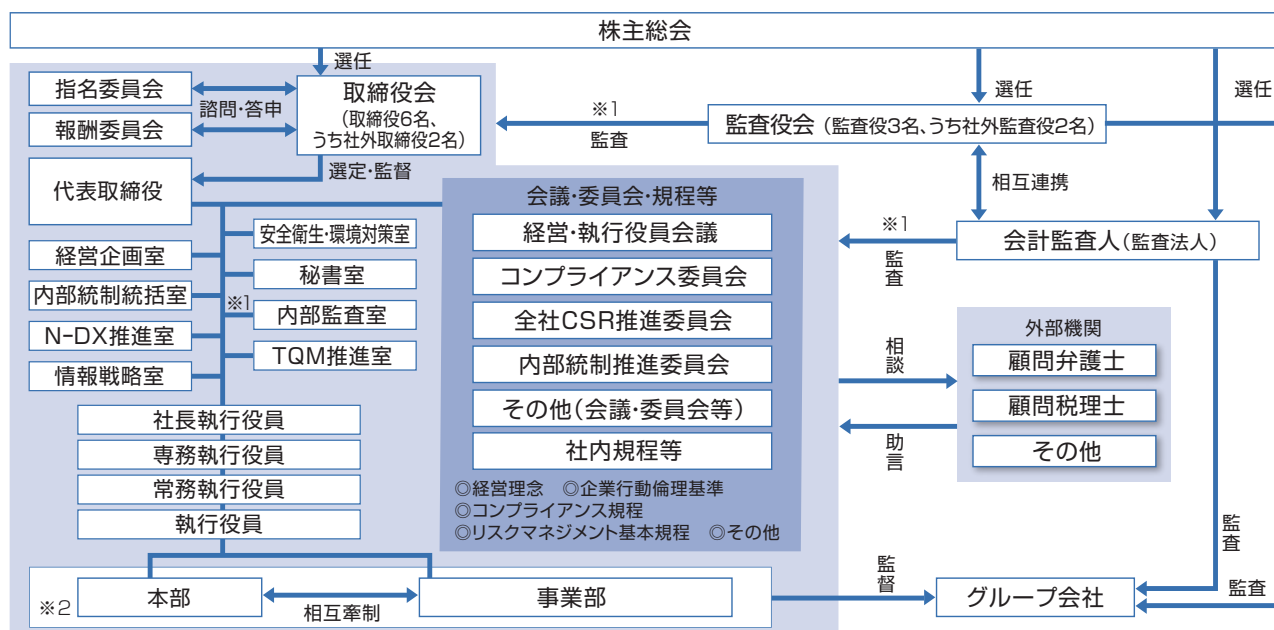 株主総会
選任
選任
選任
指名委員会
諮問・答申
報酬委員会
取締役会
(取締役6名、
うち社外取締役2名)
※1
監査
監査役会(監査役3名、うち社外監査役2名)
選定・監督
代表取締役
相互連携
会計監査人(監査法人)
※1
監査
安全衛生・環境対策室
経営企画室
秘書室
内部統制統括室
※1
内部監査室
N-DX推進室
TQM推進室
情報戦略室
社長執行役員
専務執行役員
常務執行役員
執行役員
会議・委員会・規程等
経営・執行役員会議
コンプライアンス委員会
全社CSR推進委員会
内部統制推進委員会
その他(会議・委員会等)
社内規程等
◎経営理念 ◎企業行動倫理基準
◎コンプライアンス規程
◎リスクマネジメント基本規程 ◎その他
相談
助言
外部機関
顧問弁護士
顧問税理士
その他
※2
本部
相互牽制
事業部
監督
グループ会社
監査
監査